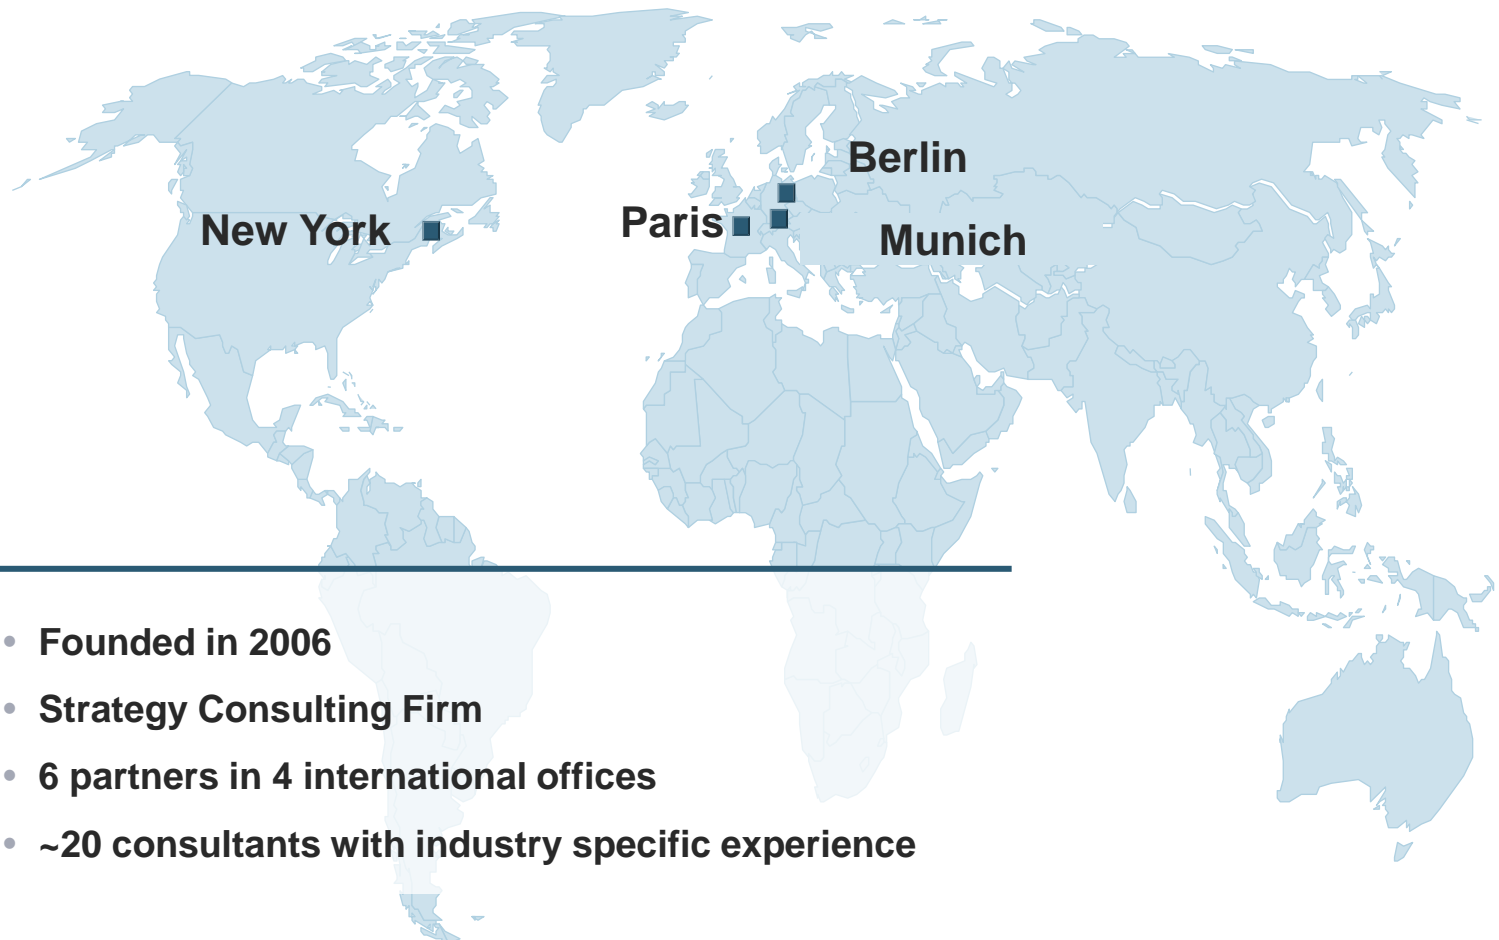 Berlin
New York
Paris
Munich
• Founded in 2006
• Strategy Consulting Firm
• 6 partners in 4 international offices
• ~20 consultants with industry specific experience